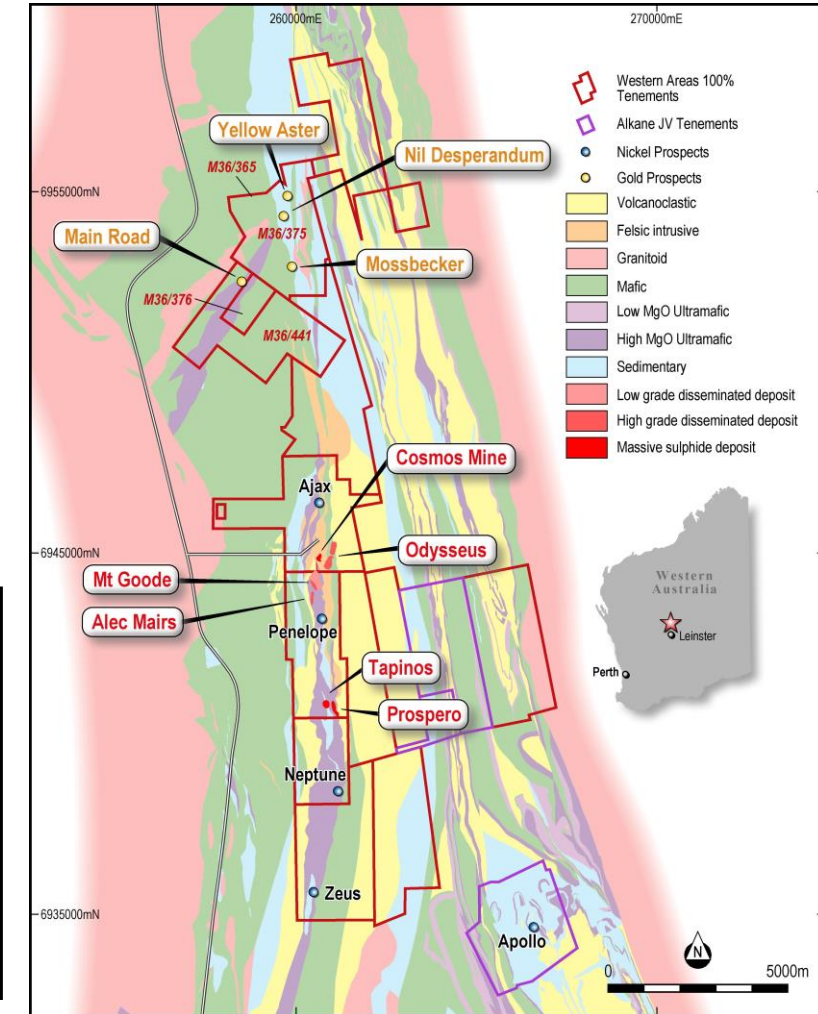 260000mE
270000mE
Western Areas 100%
Tenements
Alkane JV Tenements
Nickel Prospects
Gold Prospects
Volcanoclastic
Felsic intrusive
Granitoid
Mafic
Low MgO Ultramafic
High MgO Ultramafic
Sedimentary
Low grade disseminated deposit
High grade disseminated deposit
Massive sulphide deposit
Yellow Aster
Nil Desperandum
M36/365
6955000mN
Main Road
M36/375
Mossbecker
M36/376
M36/441
Cosmos Mine
Ajax
6945000mN
Odysseus
Mt Goode
Alec Mairs
Penelope
Tapinos
Prospero
Neptune
Zeus
6935000mN
Apollo
Western
Australia
Leinster
Perth
N
0
5000m